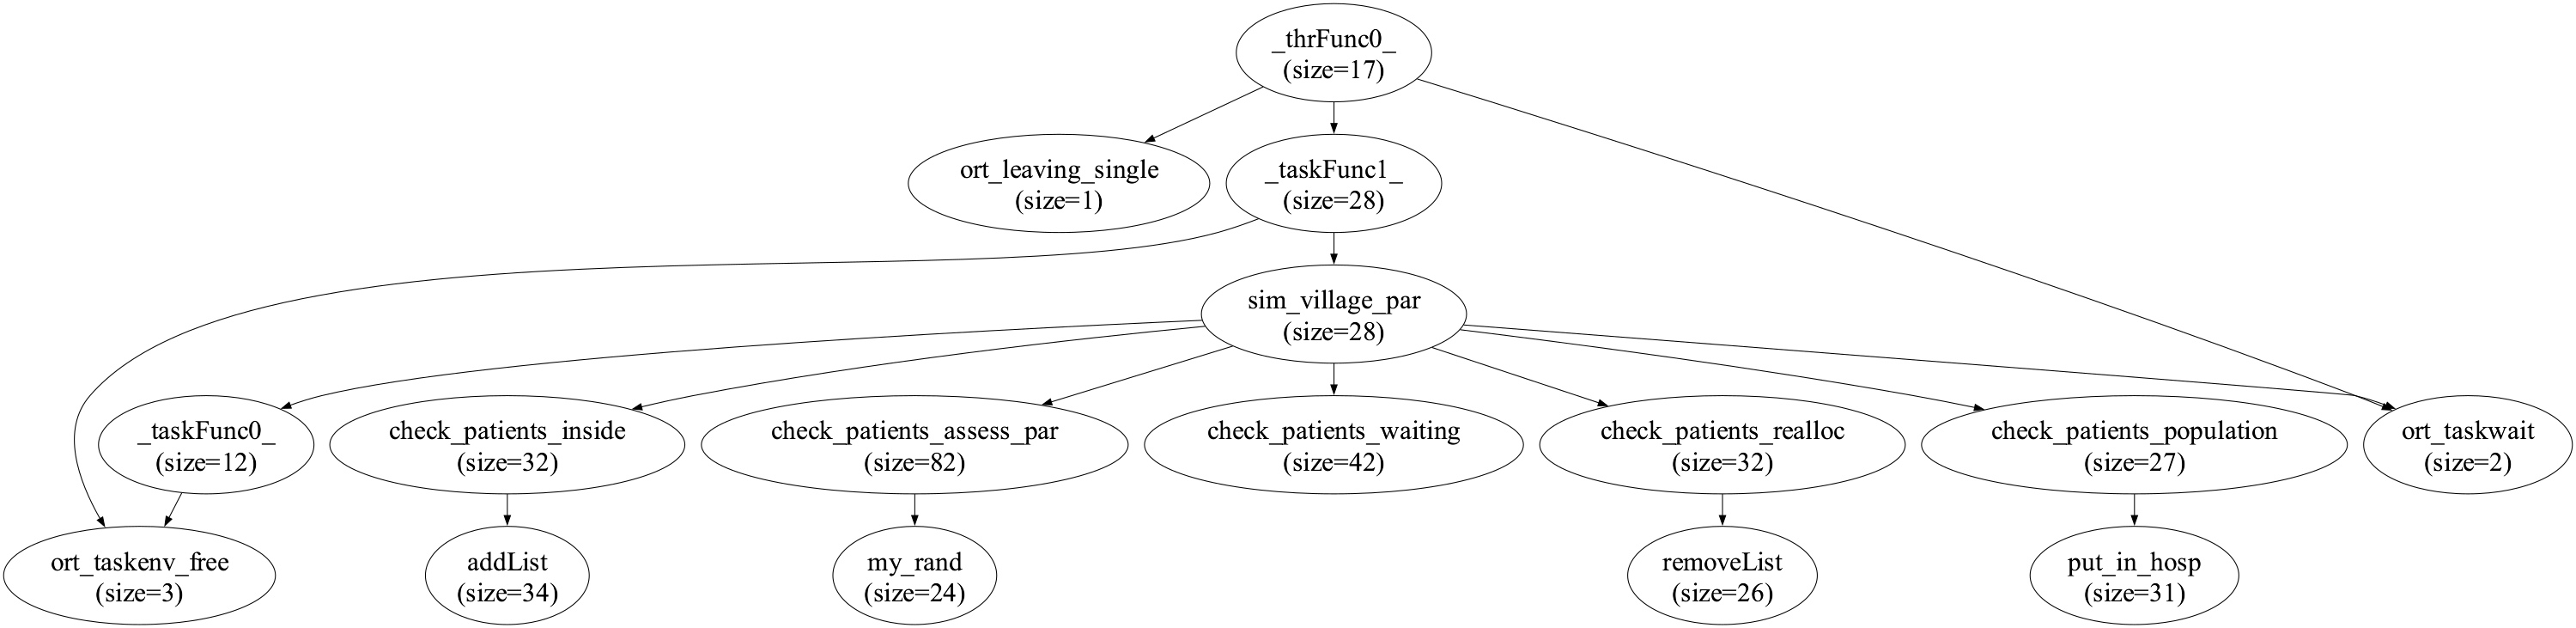 _thrFunc0_
(size=17)
ort_leaving_single
(size=1)
_taskFunc1_
(size=28)
sim_village_par
(size=28)
_taskFunc0_
(size=12)
check_patients_inside
(size=32)
check_patients_assess_par
(size=82)
check_patients_waiting
(size=42)
check_patients_realloc
(size=32)
check_patients_population
(size=27)
ort_taskwait
(size=2)
ort_taskenv_free
(size=3)
addList
(size=34)
my_rand
(size=24)
removeList
(size=26)
put_in_hosp
(size=31)